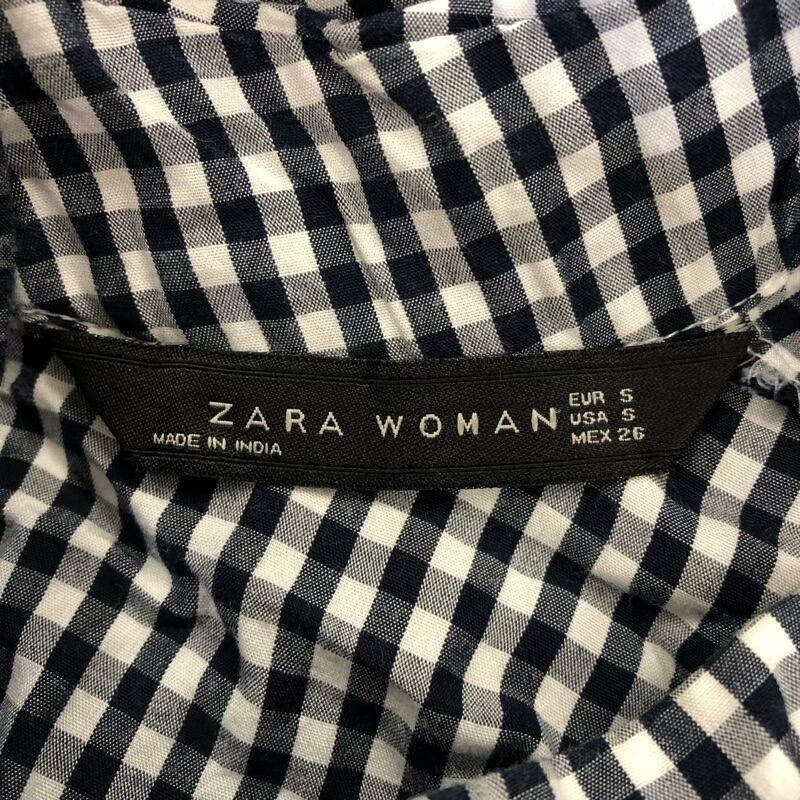 ZARA WOMAN
MADE IN INDIA
EUR S
USA S
MEX 26